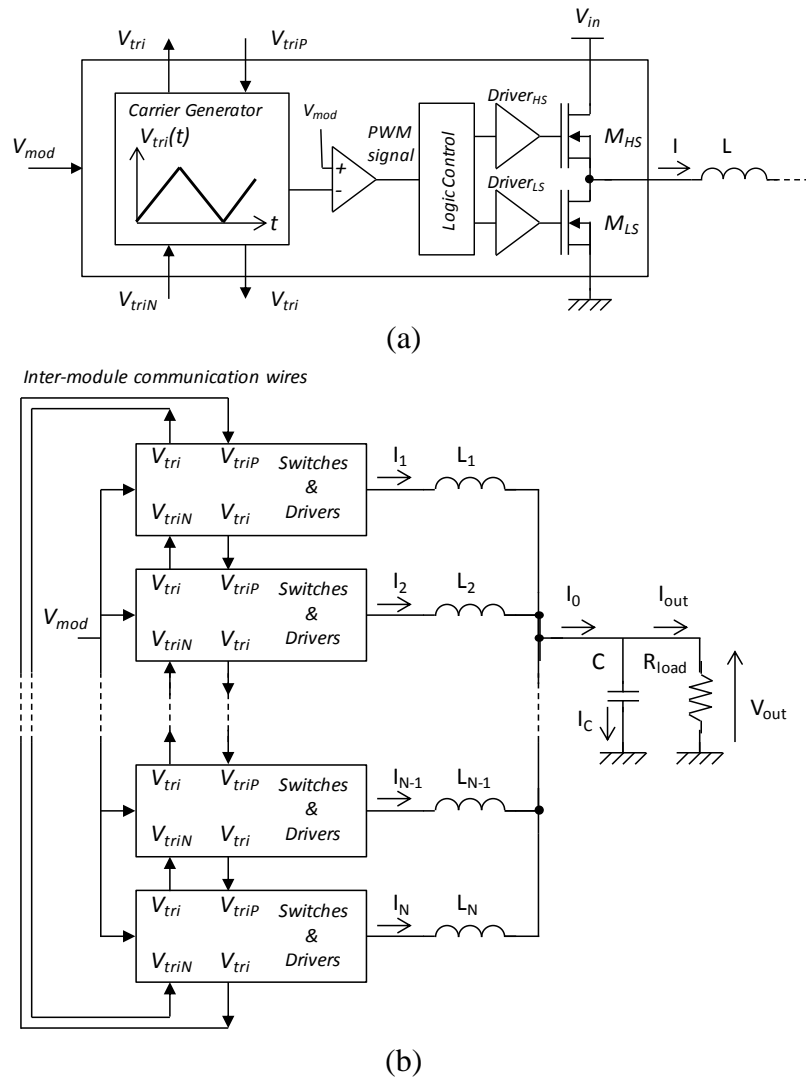 V_tri V_triP V_in
Carrier Generator
V_tri(t)
t
V_mod
V_mod
+
-
PWM
signal
Logic Control
Driver_HS
Driver_LS
M_HS
M_LS
I L
V_triN V_tri
(a)
Inter-module communication wires
V_tri V_triP Switches
&
V_triN V_tri Drivers
I_1 L_1
V_mod
V_tri V_triP Switches
&
V_triN V_tri Drivers
I_2 L_2
I_0 I_out
C R_load
I_C
V_out
V_tri V_triP Switches
&
V_triN V_tri Drivers
I_N-1 L_N-1
V_tri V_triP Switches
&
V_triN V_tri Drivers
I_N L_N
(b)